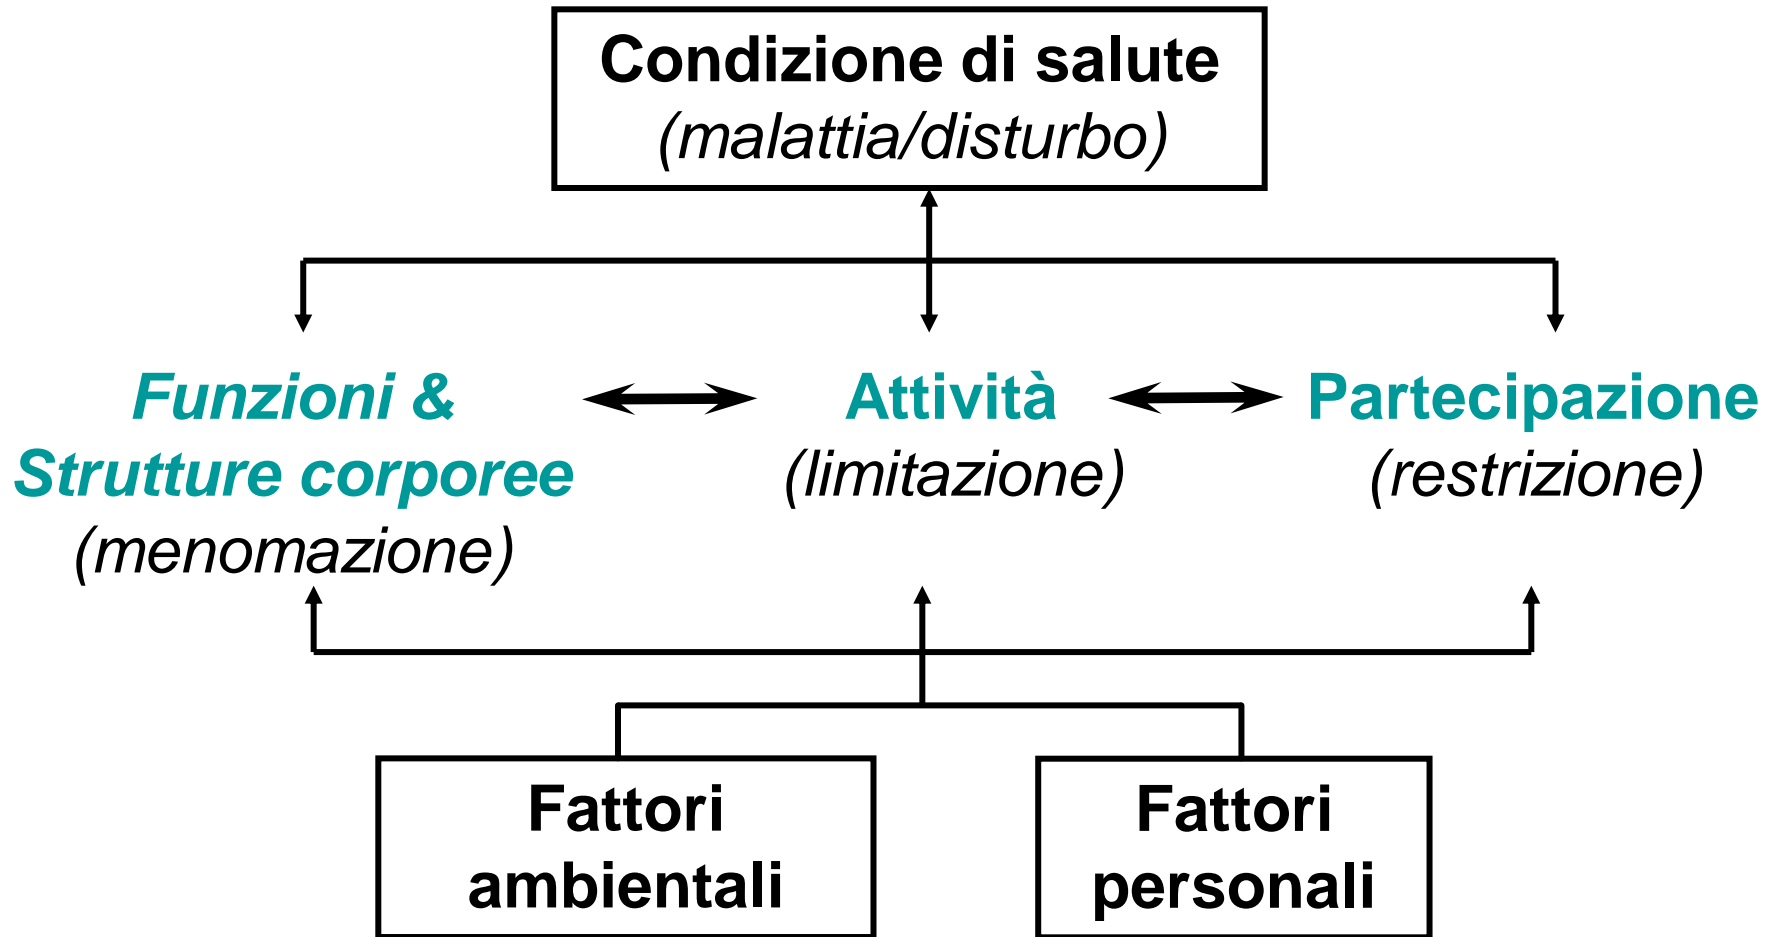 Condizione di salute
(malattia/disturbo)
Funzioni &
Strutture corporee
(menomazione)
Attività
(limitazione)
Partecipazione
(restrizione)
Fattori
ambientali
Fattori
personali